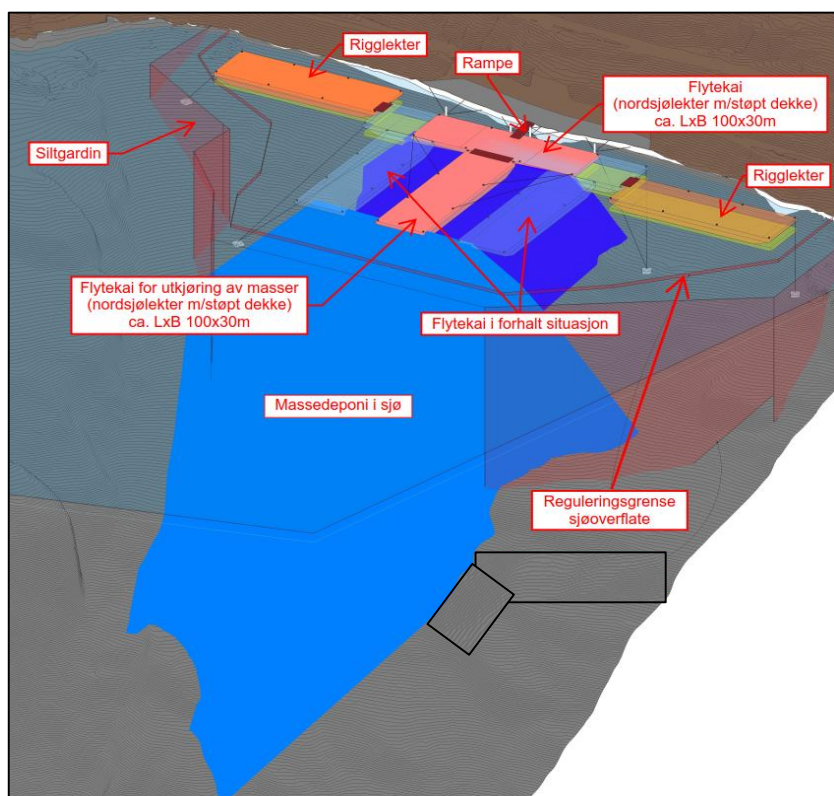 Rigglekter
Rampe
Flytekai
(nordsjølekter m/støpt dekke)
ca. LxB 100x30m
Siltgardin
Rigglekter
Flytekai for utkjøring av masser
(nordsjølekter m/støpt dekke)
ca. LxB 100x30m
Flytekai i forhalt situasjon
Massedeponi i sjø
Reguleringsgrense
sjøoverflate